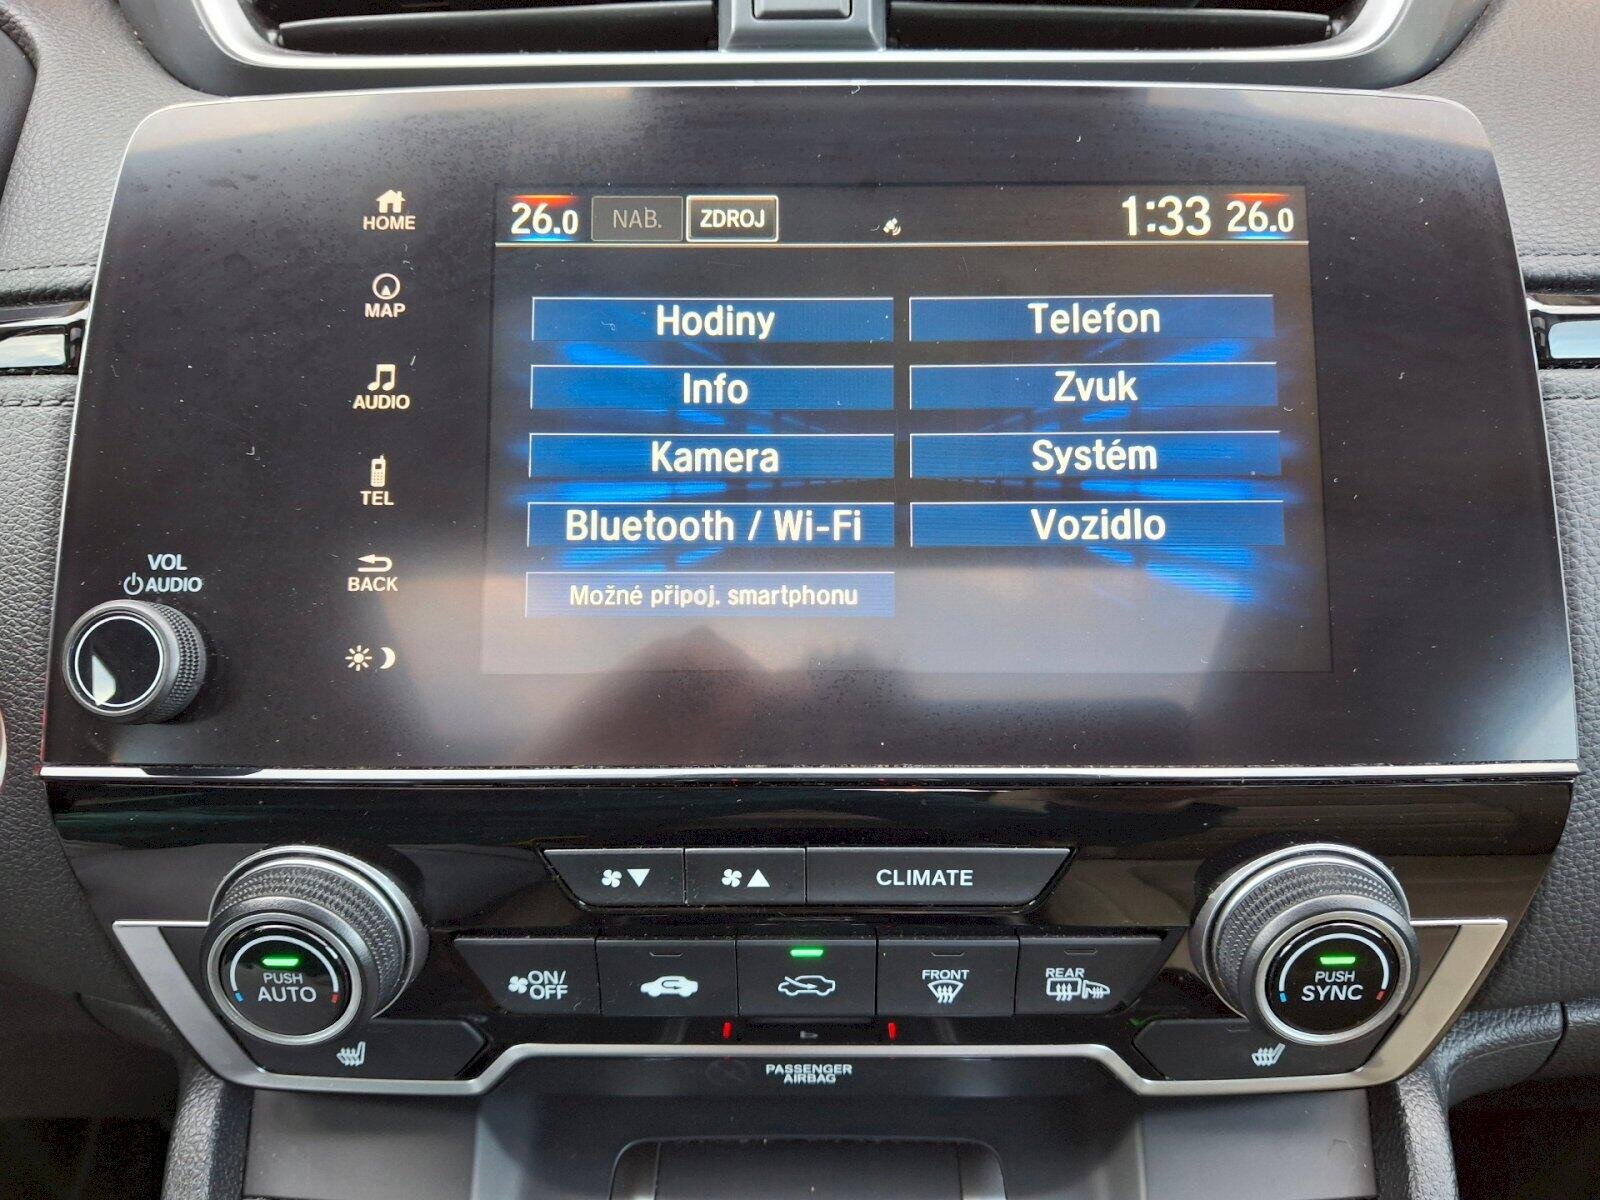 HOME
MAP
AUDIO
TEL
BACK
VOL
AUDIO
26.0 NAB. ZDROJ 1:33 26.0
Hodiny Telefon
Info Zvuk
Kamera Systém
Bluetooth / Wi-Fi Vozidlo
Možné připoj. smartphonu
CLIMATE
PUSH
AUTO
ON/
OFF
FRONT
REAR
PUSH
SYNC
PASSENGER
AIRBAG